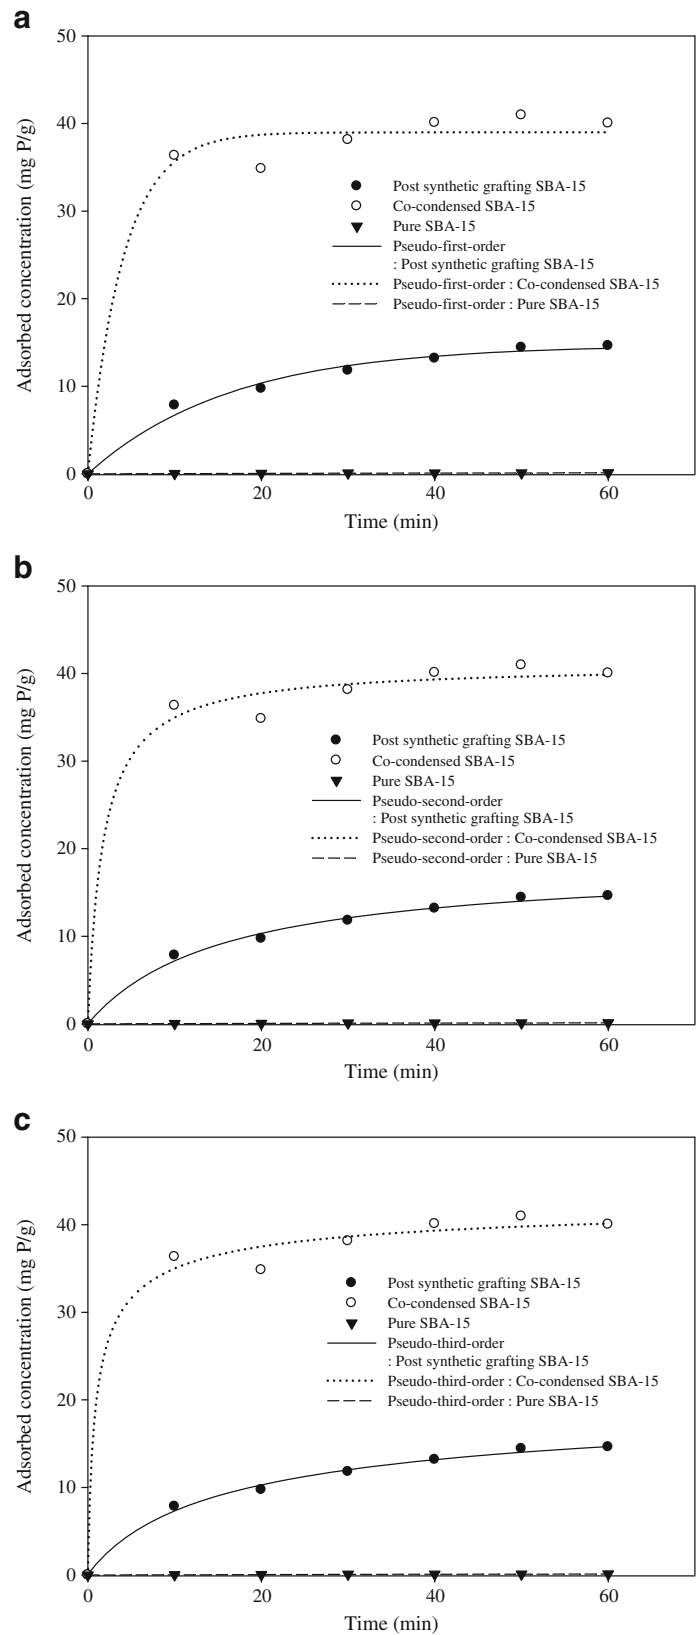 a
50
40
30
20
10
0
Adsorbed concentration (mg P/g)
Post synthetic grafting SBA-15
Co-condensed SBA-15
Pure SBA-15
Pseudo-first-order
: Post synthetic grafting SBA-15
Pseudo-first-order : Co-condensed SBA-15
Pseudo-first-order : Pure SBA-15
0 20 40 60
Time (min)
b
50
40
30
20
10
0
Adsorbed concentration (mg P/g)
Post synthetic grafting SBA-15
Co-condensed SBA-15
Pure SBA-15
Pseudo-second-order
: Post synthetic grafting SBA-15
Pseudo-second-order : Co-condensed SBA-15
Pseudo-second-order : Pure SBA-15
0 20 40 60
Time (min)
c
50
40
30
20
10
0
Adsorbed concentration (mg P/g)
Post synthetic grafting SBA-15
Co-condensed SBA-15
Pure SBA-15
Pseudo-third-order
: Post synthetic grafting SBA-15
Pseudo-third-order : Co-condensed SBA-15
Pseudo-third-order : Pure SBA-15
0 20 40 60
Time (min)